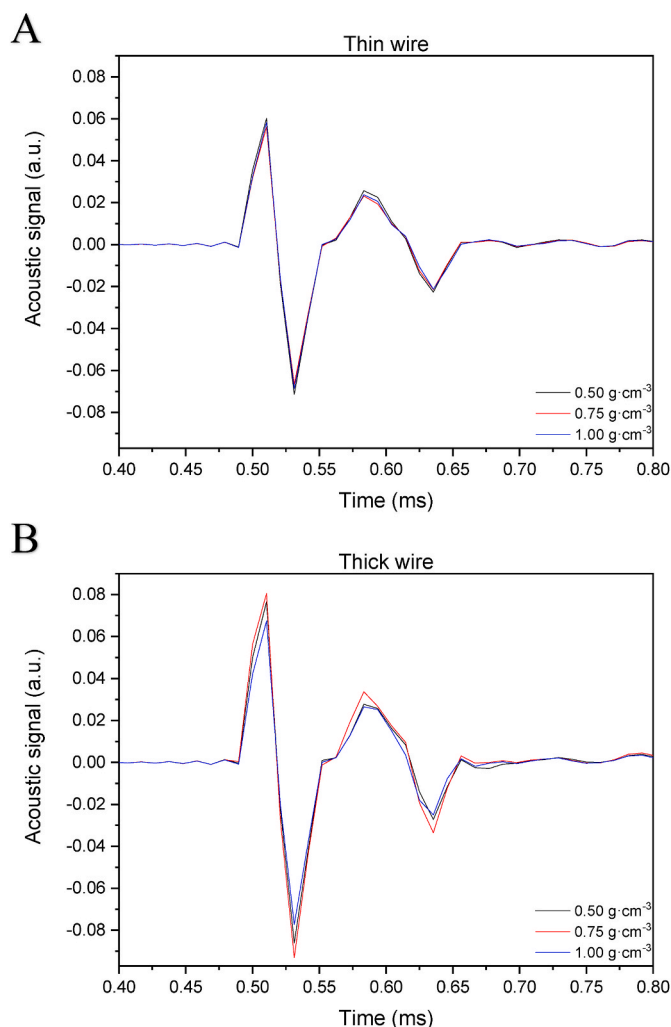 A
Thin wire
0.08
0.06
0.04
0.02
0.00
-0.02
-0.04
-0.06
-0.08
Acoustic signal (a.u.)
0.50 g·cm⁻³
0.75 g·cm⁻³
1.00 g·cm⁻³
0.40 0.45 0.50 0.55 0.60 0.65 0.70 0.75 0.80
Time (ms)
B
Thick wire
0.08
0.06
0.04
0.02
0.00
-0.02
-0.04
-0.06
-0.08
Acoustic signal (a.u.)
0.50 g·cm⁻³
0.75 g·cm⁻³
1.00 g·cm⁻³
0.40 0.45 0.50 0.55 0.60 0.65 0.70 0.75 0.80
Time (ms)